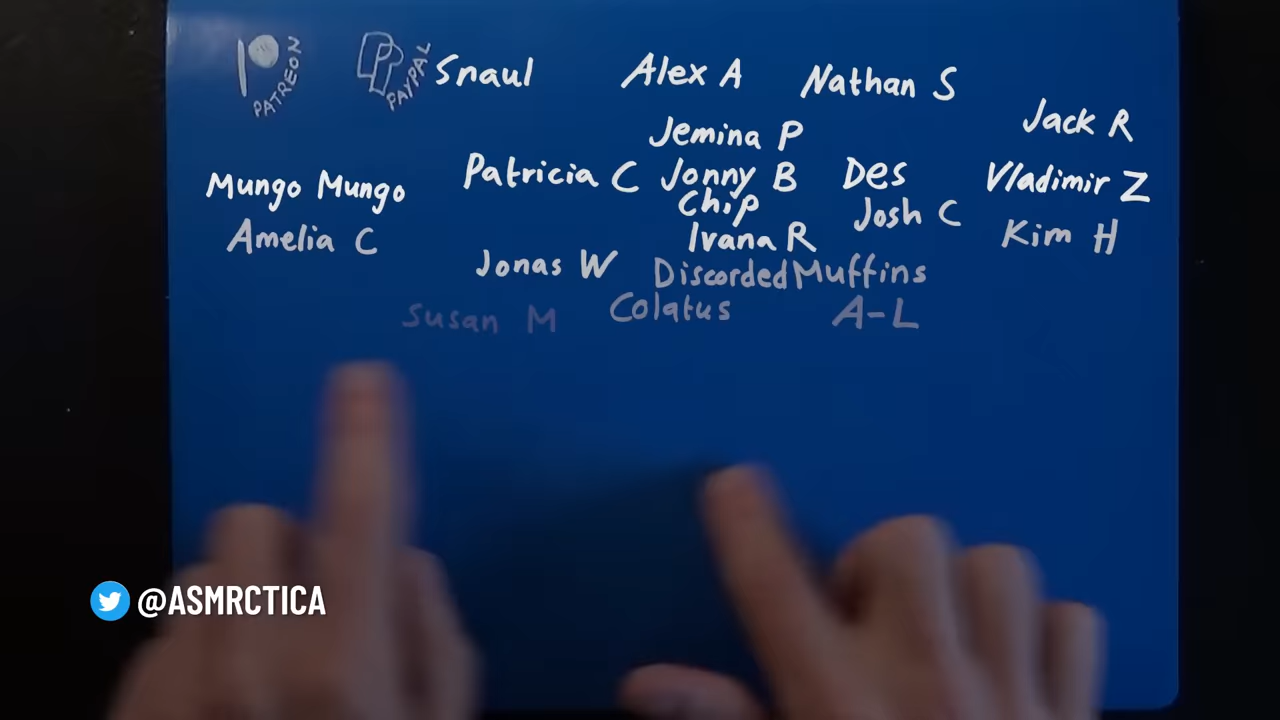 PATREON
PAYPAL
Snaul
Alex A
Nathan S
Jack R
Jemina P
Mungo Mungo
Patricia C
Jonny B
Des
Vladimir Z
Chip
Josh C
Amelia C
Ivana R
Kim H
Jonas W
DiscordedMuffins
Susan M
Colatus
A-L
@ASMRCTICA